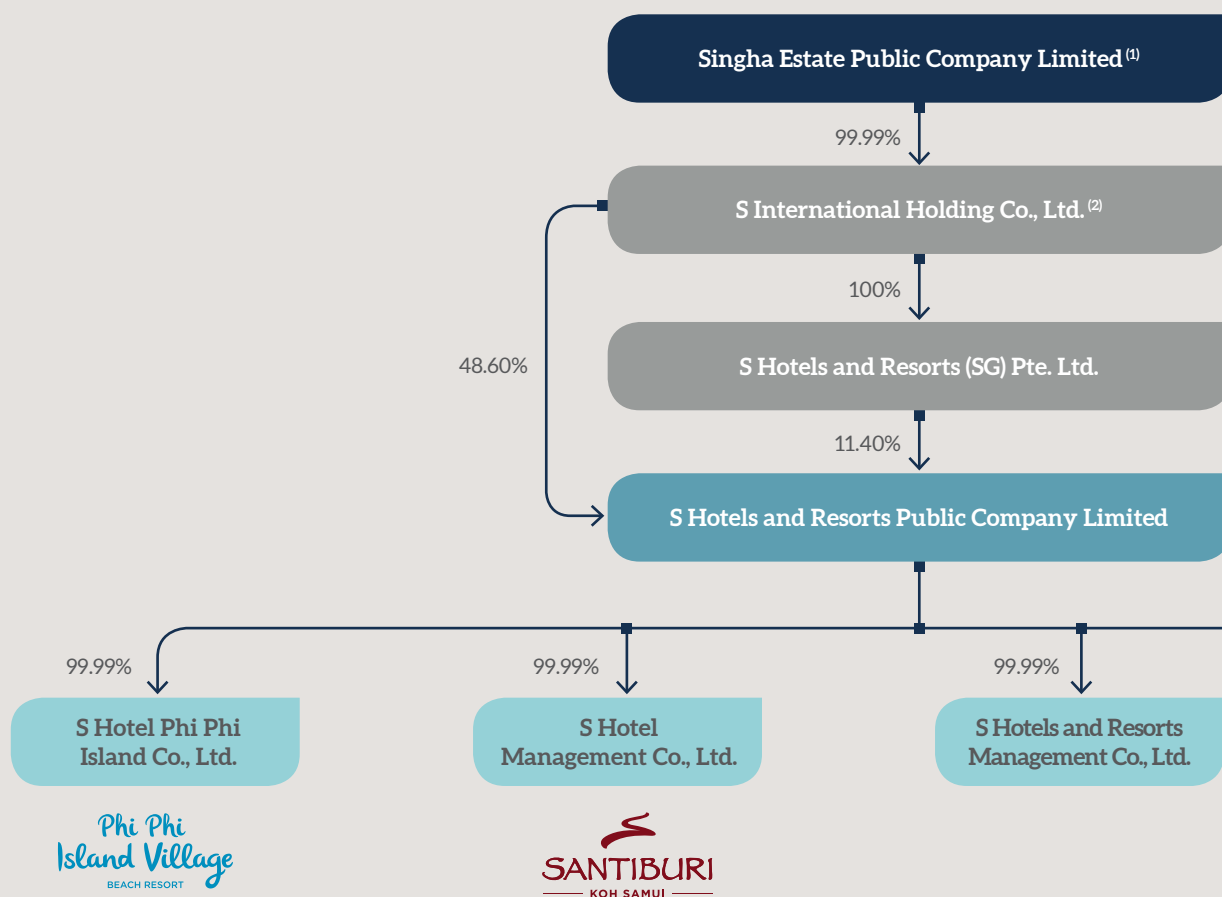 Singha Estate Public Company Limited (1)
99.99%
S International Holding Co., Ltd. (2)
100%
48.60%
S Hotels and Resorts (SG) Pte. Ltd.
11.40%
S Hotels and Resorts Public Company Limited
99.99%
99.99%
99.99%
S Hotel Phi Phi
Island Co., Ltd.
S Hotel
Management Co., Ltd.
S Hotels and Resorts
Management Co., Ltd.
Phi Phi
Island Village
BEACH RESORT
SANTIBURI
KOH SAMUI